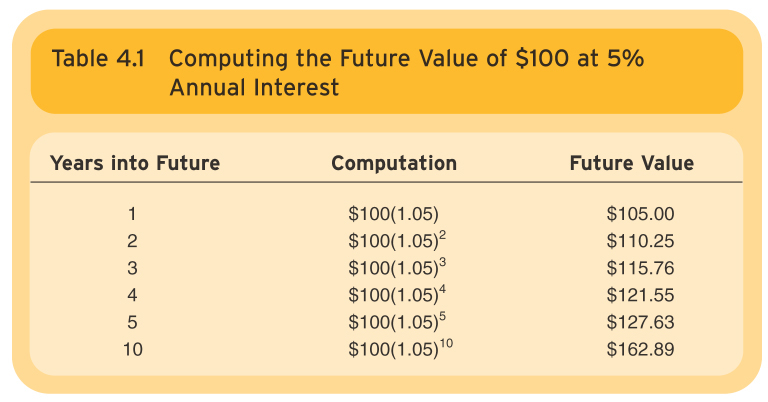 Table 4.1 Computing the Future Value of $100 at 5%
Annual Interest
Years into Future Computation Future Value
1 $100(1.05) $105.00
2 $100(1.05)² $110.25
3 $100(1.05)³ $115.76
4 $100(1.05)⁴ $121.55
5 $100(1.05)⁵ $127.63
10 $100(1.05)¹⁰ $162.89